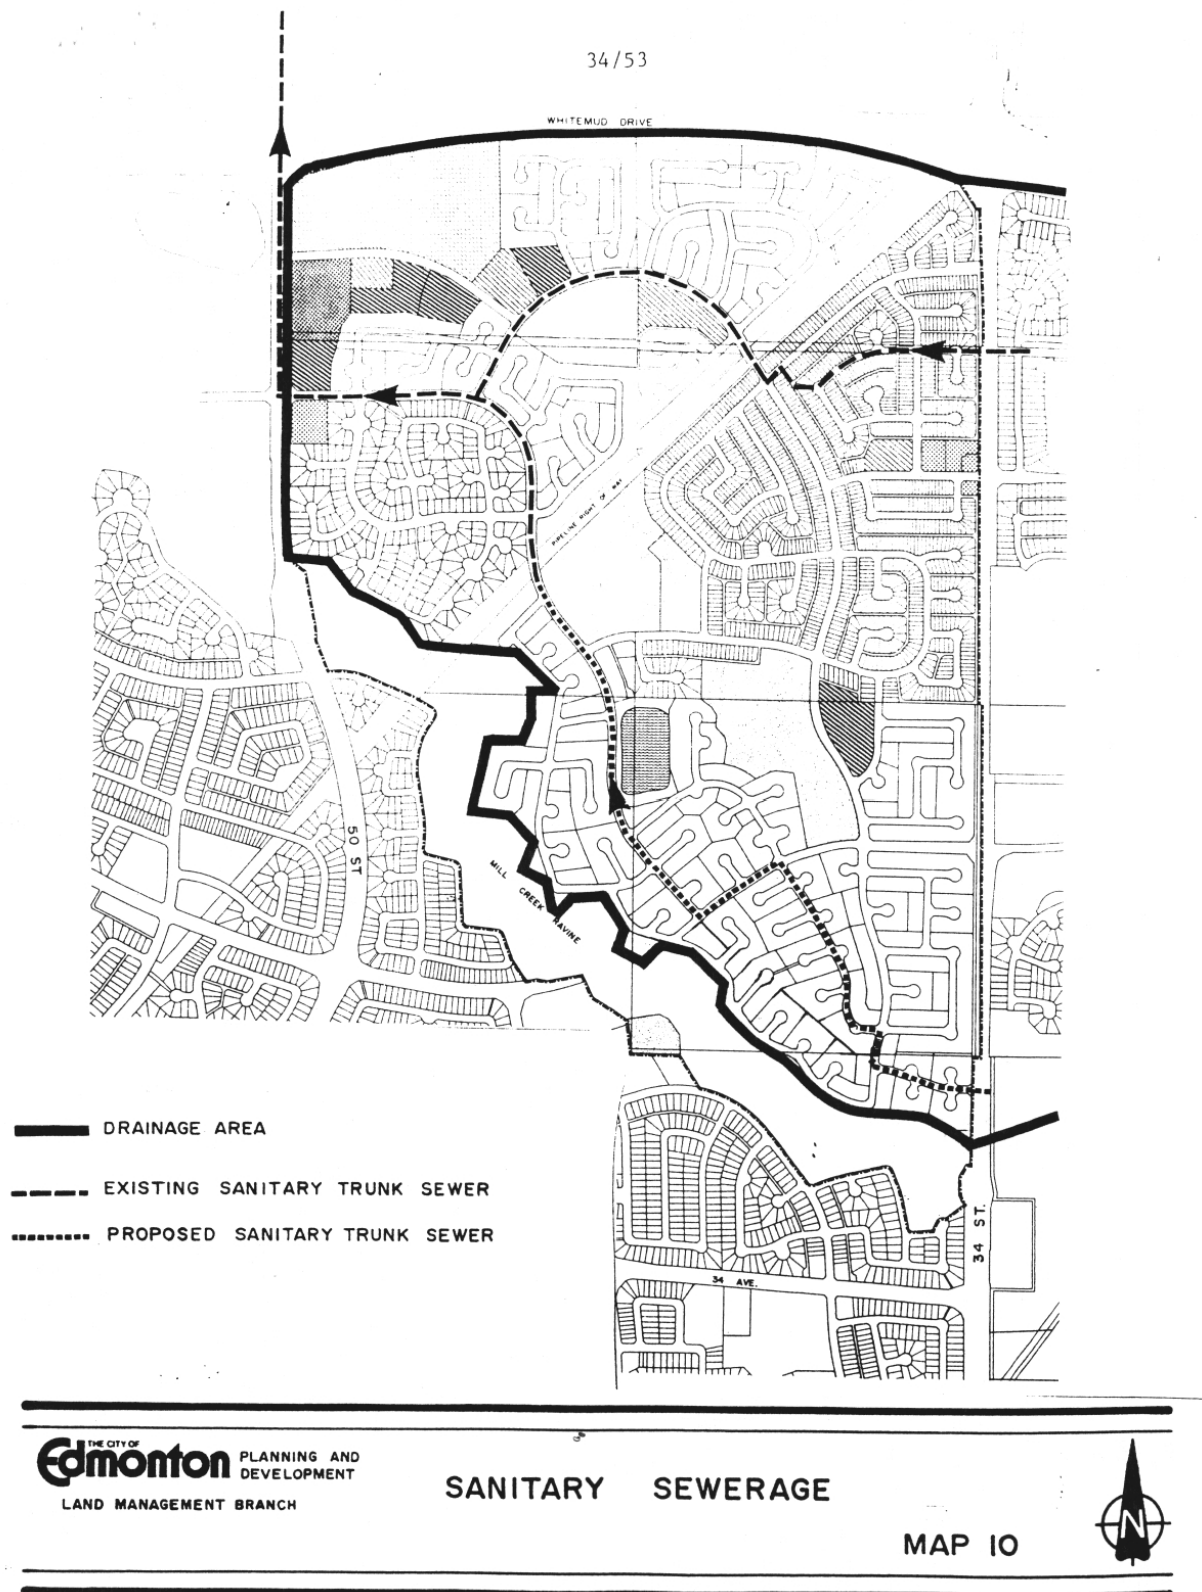 34/53
WHITEMUD DRIVE
PIPELINE RIGHT OF WAY
50 ST
MILL CREEK RAVINE
DRAINAGE AREA
EXISTING SANITARY TRUNK SEWER
PROPOSED SANITARY TRUNK SEWER
34 ST.
34 AVE.
THE CITY OF
Edmonton
PLANNING AND
DEVELOPMENT
LAND MANAGEMENT BRANCH
SANITARY SEWERAGE
MAP 10
N